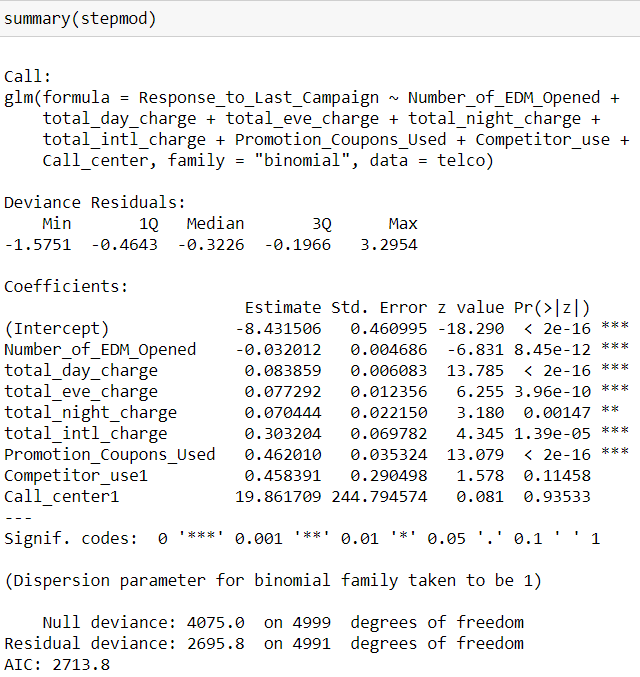 summary(stepmod)
Call:
glm(formula = Response_to_Last_Campaign ~ Number_of_EDM_Opened +
    total_day_charge + total_eve_charge + total_night_charge +
    total_intl_charge + Promotion_Coupons_Used + Competitor_use +
    Call_center, family = "binomial", data = telco)
Deviance Residuals:
    Min       1Q   Median       3Q      Max
-1.5751  -0.4643  -0.3226  -0.1966   3.2954
Coefficients:
                         Estimate Std. Error z value Pr(>|z|)
(Intercept)             -8.431506   0.460995 -18.290  < 2e-16 ***
Number_of_EDM_Opened    -0.032012   0.004686  -6.831 8.45e-12 ***
total_day_charge         0.083859   0.006083  13.785  < 2e-16 ***
total_eve_charge         0.077292   0.012356   6.255 3.96e-10 ***
total_night_charge       0.070444   0.022150   3.180  0.00147 **
total_intl_charge        0.303204   0.069782   4.345 1.39e-05 ***
Promotion_Coupons_Used   0.462010   0.035324  13.079  < 2e-16 ***
Competitor_use1          0.458391   0.290498   1.578  0.11458
Call_center1            19.861709 244.794574   0.081  0.93533
---
Signif. codes:  0 '***' 0.001 '**' 0.01 '*' 0.05 '.' 0.1 ' ' 1
(Dispersion parameter for binomial family taken to be 1)
    Null deviance: 4075.0  on 4999  degrees of freedom
Residual deviance: 2695.8  on 4991  degrees of freedom
AIC: 2713.8